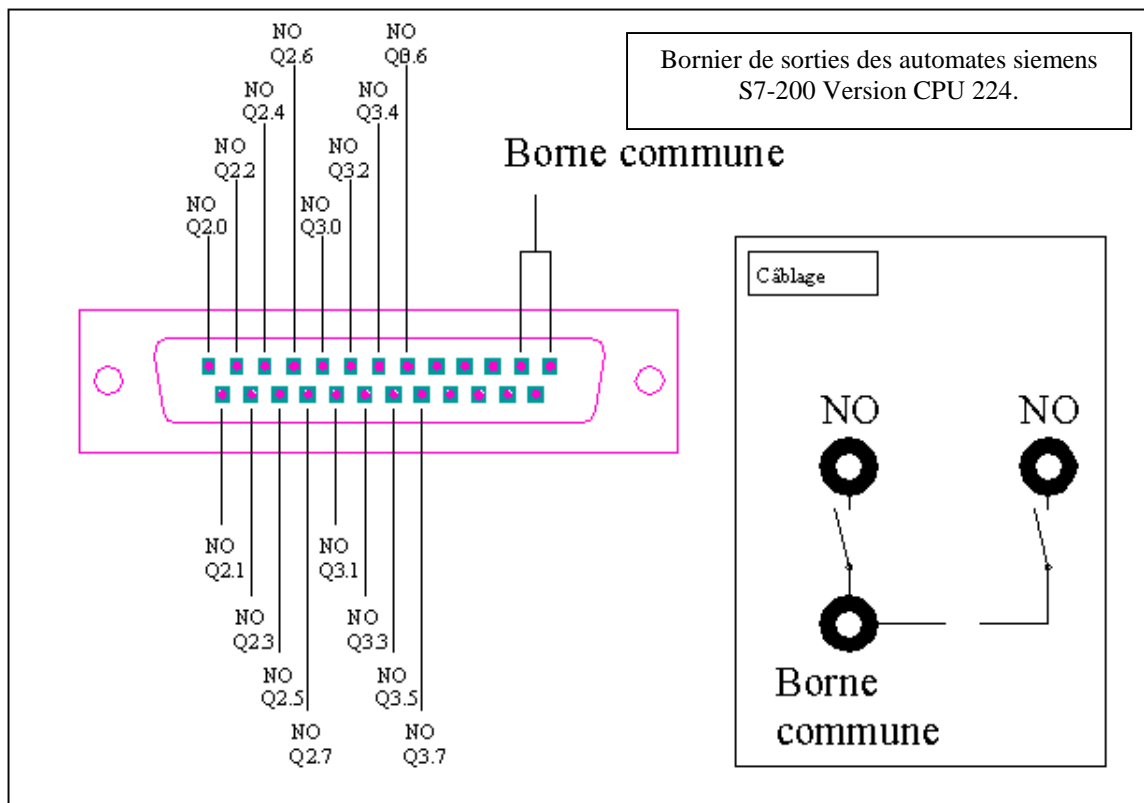 NO
Q2.6
NO
Q3.6
Bornier de sorties des automates siemens
S7-200 Version CPU 224.
NO
Q2.4
NO
Q3.4
NO
Q2.2
NO
Q3.2
Borne commune
NO
Q2.0
NO
Q3.0
Câblage
NO
NO
Borne
commune
NO
Q2.1
NO
Q3.1
NO
Q2.3
NO
Q3.3
NO
Q2.5
NO
Q3.5
NO
Q2.7
NO
Q3.7